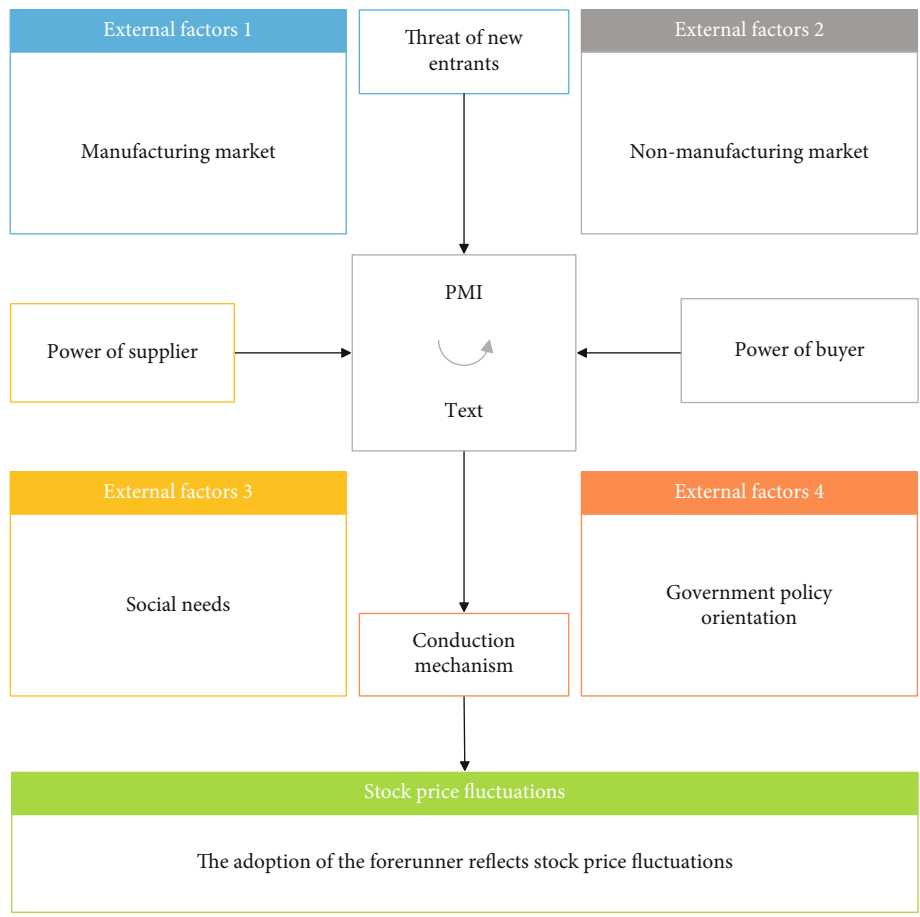 External factors 1
Threat of new
entrants
External factors 2
Manufacturing market
Non-manufacturing market
PMI
Power of supplier
Power of buyer
Text
External factors 3
External factors 4
Social needs
Government policy
orientation
Conduction
mechanism
Stock price fluctuations
The adoption of the forerunner reflects stock price fluctuations